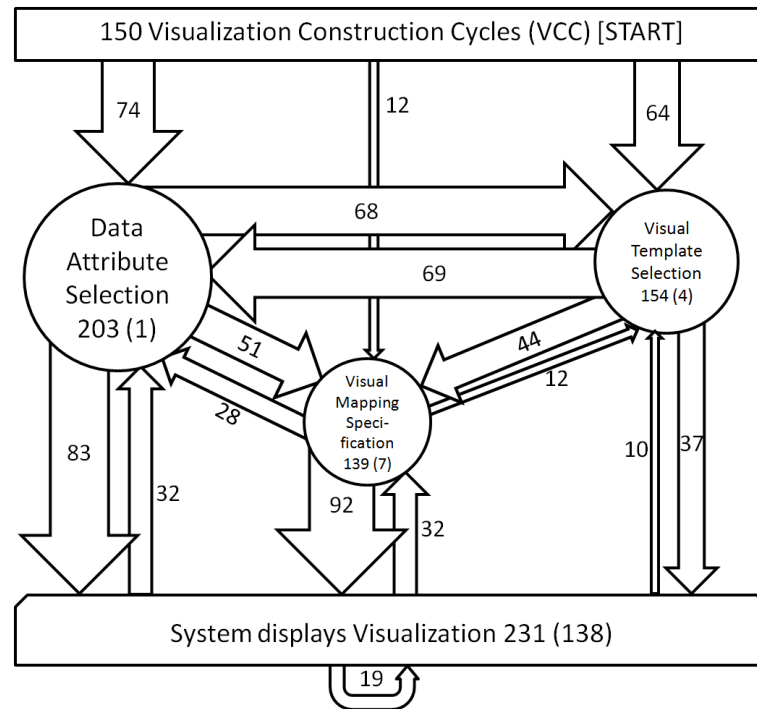 150 Visualization Construction Cycles (VCC) [START]
74
12
64
68
69
Data
Attribute
Selection
203 (1)
Visual
Template
Selection
154 (4)
51
44
28
12
Visual
Mapping
Speci-
fication
139 (7)
83
32
92
32
10
37
System displays Visualization 231 (138)
19